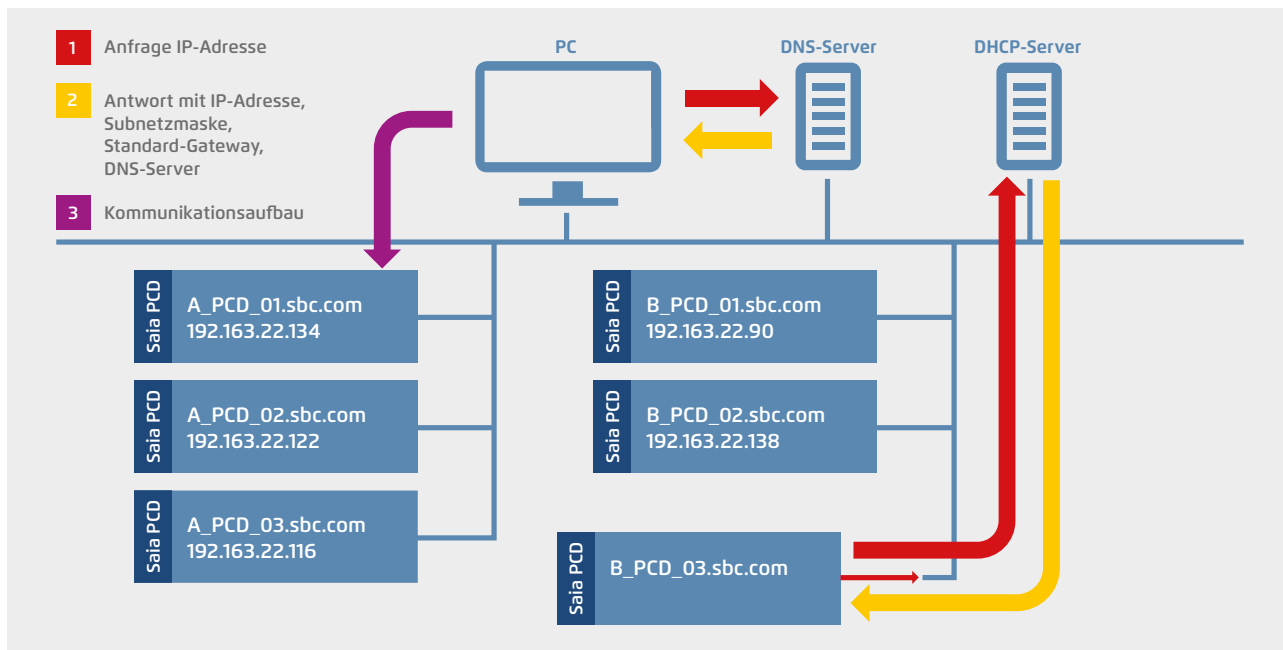 1 Anfrage IP-Adresse
2 Antwort mit IP-Adresse,
Subnetzmaske,
Standard-Gateway,
DNS-Server
3 Kommunikationsaufbau
PC
DNS-Server
DHCP-Server
Saia PCD
A_PCD_01.sbc.com
192.163.22.134
Saia PCD
A_PCD_02.sbc.com
192.163.22.122
Saia PCD
A_PCD_03.sbc.com
192.163.22.116
Saia PCD
B_PCD_01.sbc.com
192.163.22.90
Saia PCD
B_PCD_02.sbc.com
192.163.22.138
Saia PCD
B_PCD_03.sbc.com